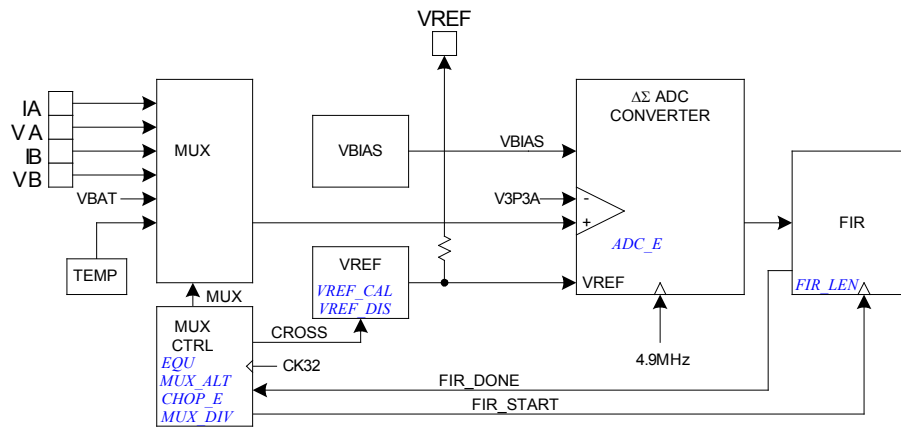 VREF
IA
VA
IB
VB
VBAT
TEMP
MUX
MUX
MUX
CTRL
EQU
MUX_ALT
CHOP_E
MUX_DIV
CROSS
CK32
VBIAS
VBIAS
V3P3A
VREF
VREF_CAL
VREF_DIS
ΔΣ ADC
CONVERTER
-
+
ADC_E
VREF
4.9MHz
FIR
FIR_LEN
FIR_DONE
FIR_START